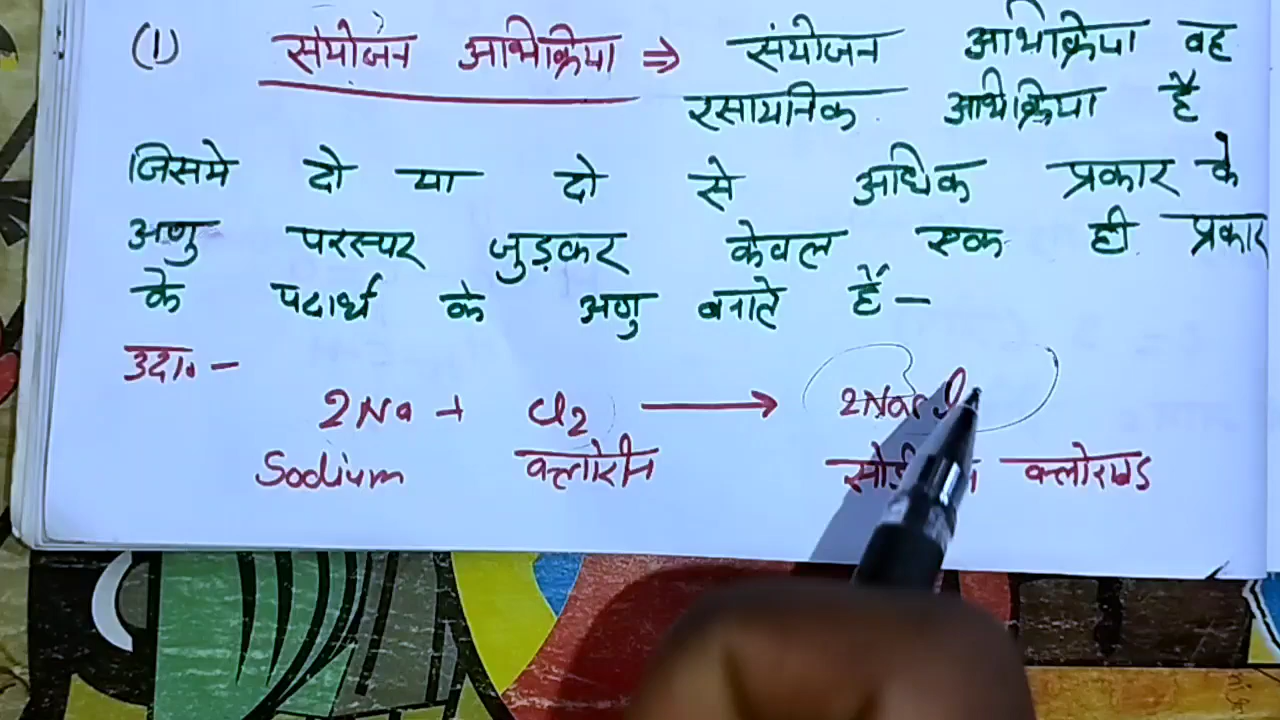 (1) संयोजन अभिक्रिया ⇒ संयोजन अभिक्रिया वह
रसायनिक अभिक्रिया है
जिसमे दो या दो से अधिक प्रकार के
अणु परस्पर जुड़कर केवल एक ही प्रकार
के पदार्थ के अणु बनाते हैं –
उदा. –
2Na + Cl2 → 2NaCl
Sodium क्लोरीन क्लोराइड